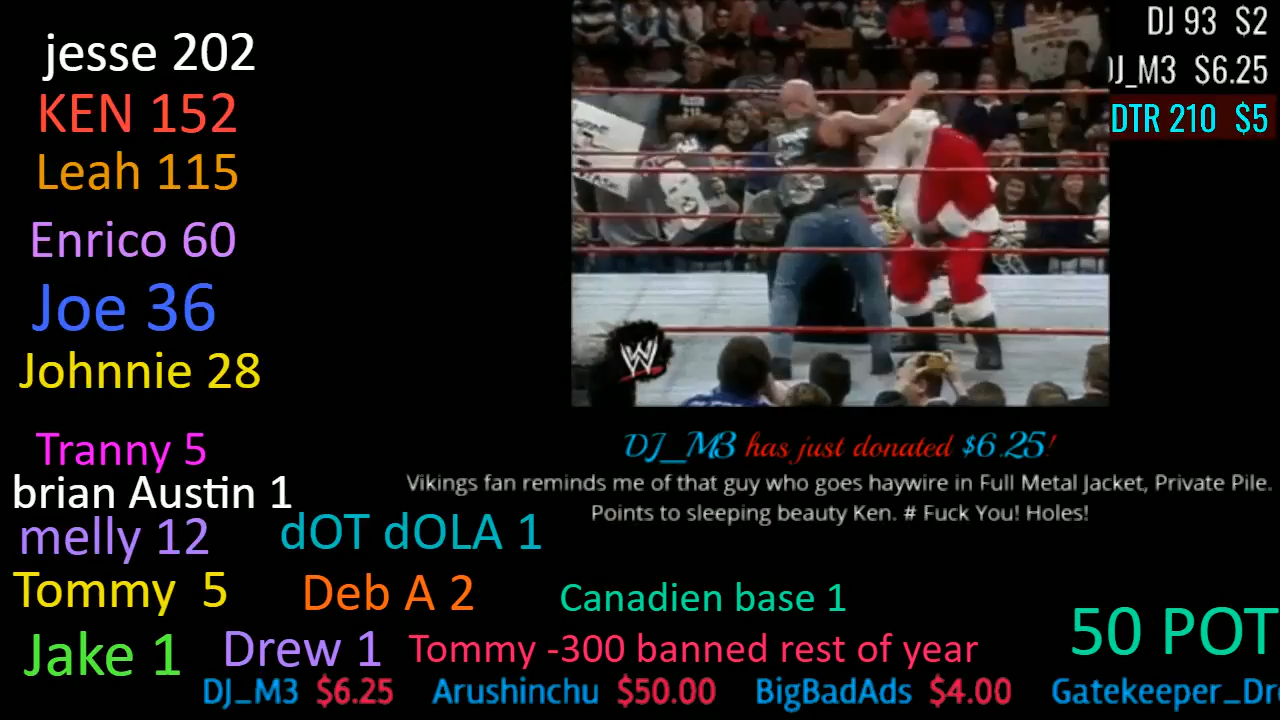 jesse 202
KEN 152
Leah 115
Enrico 60
Joe 36
Johnnie 28
Tranny 5
brian Austin 1
melly 12
dOT dOLA 1
Tommy 5
Deb A 2
Canadien base 1
Jake 1
Drew 1
Tommy -300 banned rest of year
50 POT
DJ 93 $2
DJ_M3 $6.25
DTR 210 $5
W
DJ_M3 has just donated $6.25!
Vikings fan reminds me of that guy who goes haywire in Full Metal Jacket, Private Pile.
Points to sleeping beauty Ken. # Fuck You! Holes!
DJ_M3 $6.25 Arushinchu $50.00 BigBadAds $4.00 Gatekeeper_Dr